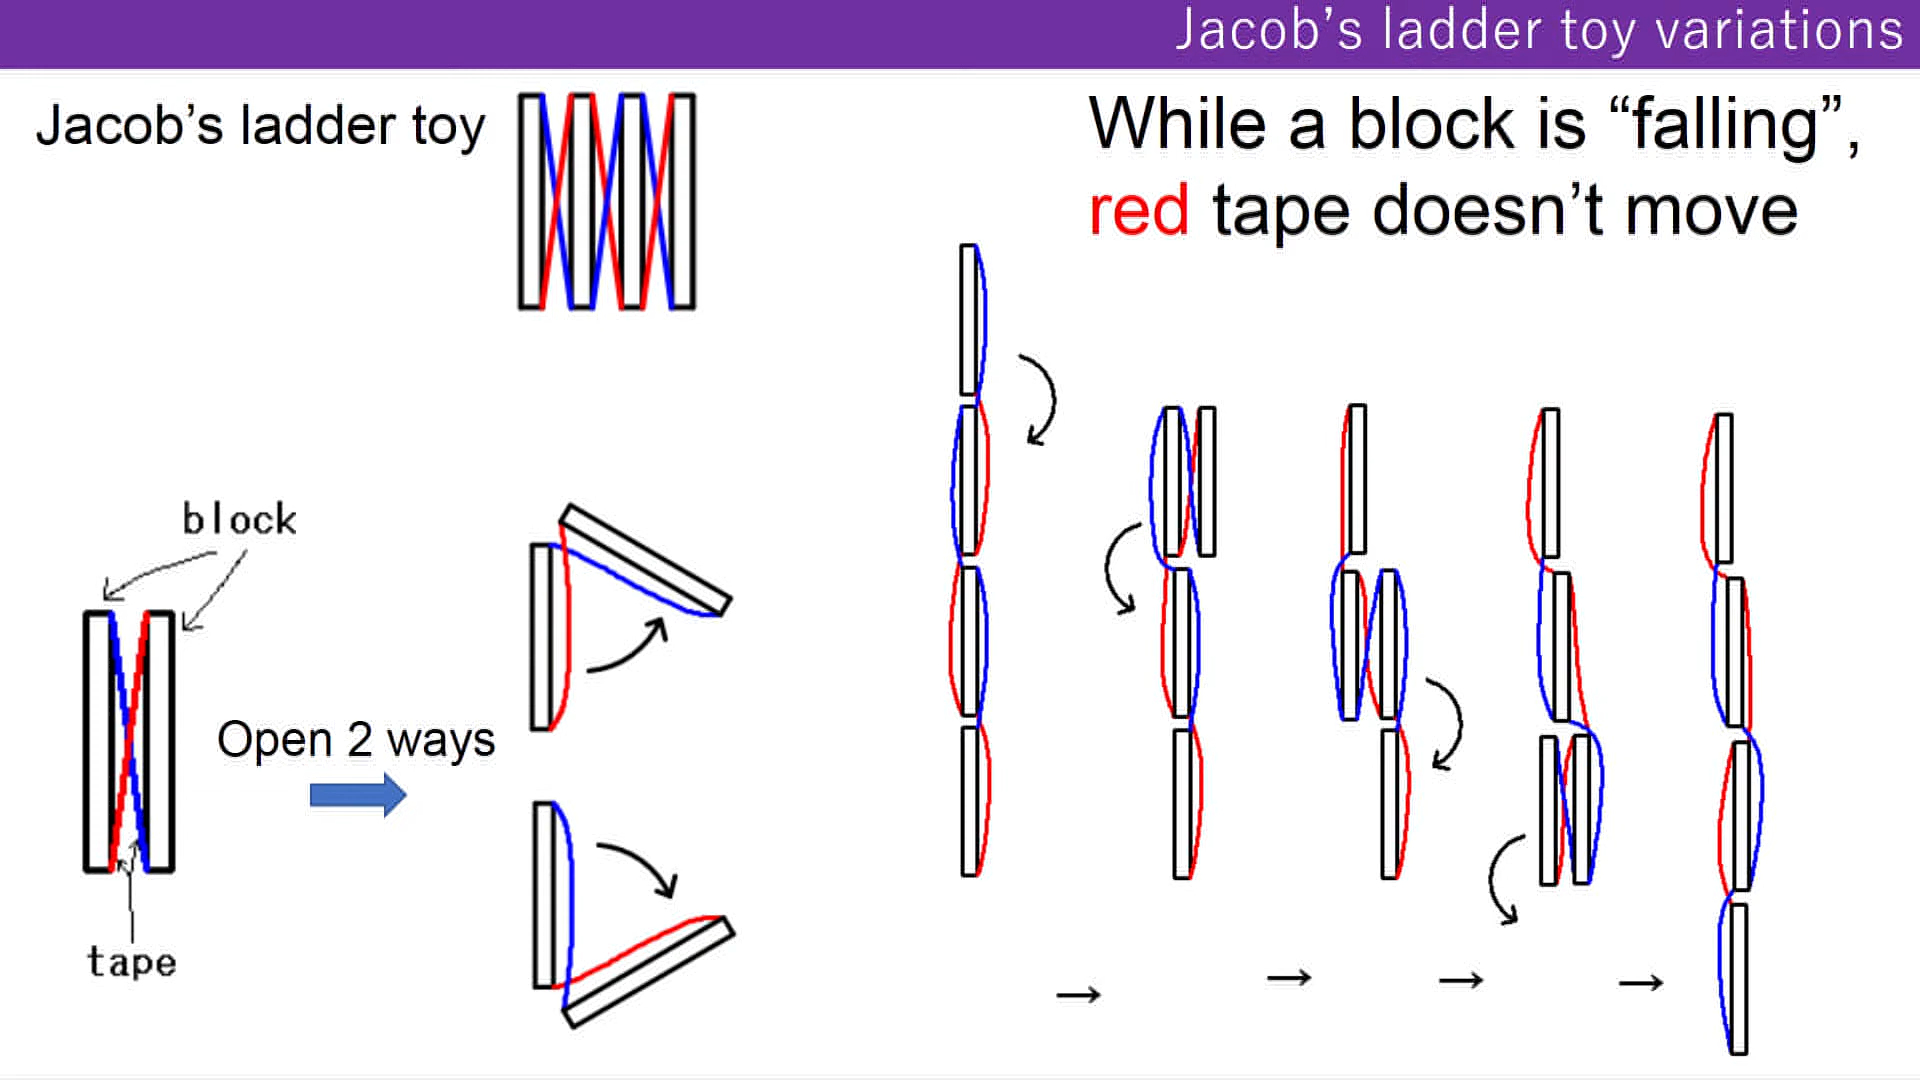 Jacob’s ladder toy variations
Jacob’s ladder toy
While a block is “falling”,
red tape doesn’t move
block
Open 2 ways
tape